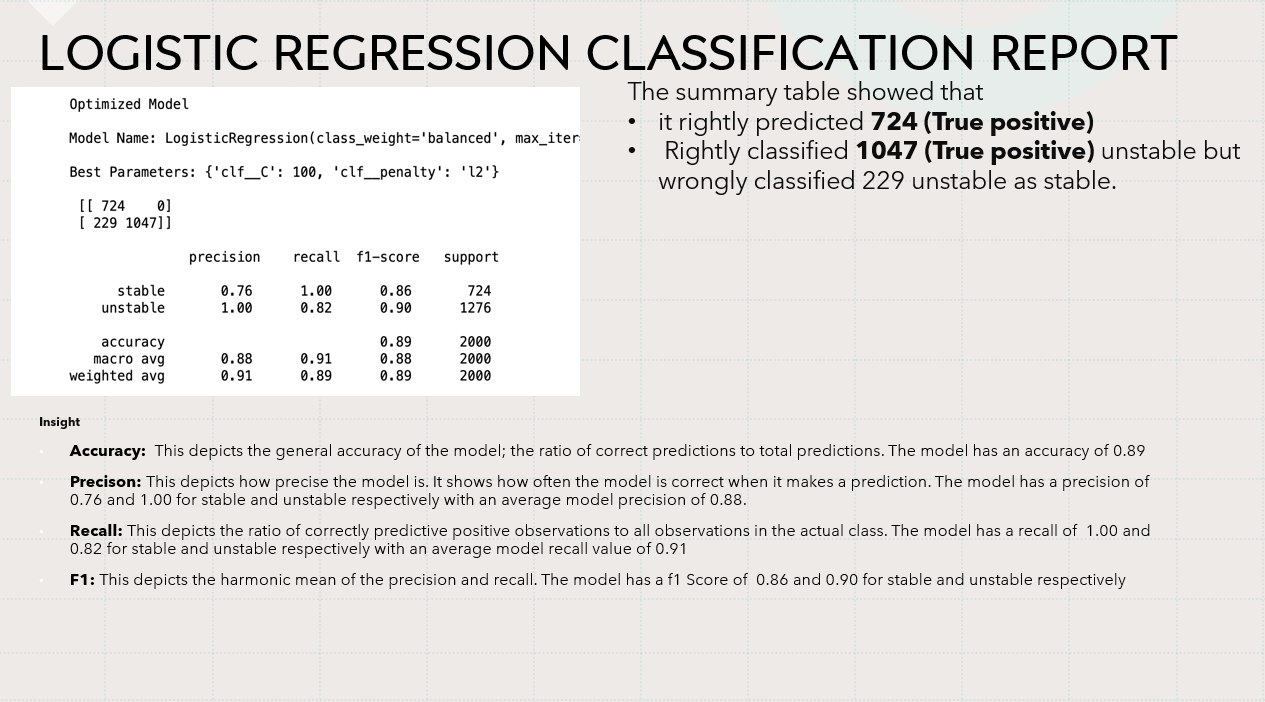 LOGISTIC REGRESSION CLASSIFICATION REPORT
Optimized Model
Model Name: LogisticRegression(class_weight='balanced', max_iter
Best Parameters: {'clf__C': 100, 'clf__penalty': 'l2'}
[[ 724 0]
[ 229 1047]]
precision recall f1-score support
stable 0.76 1.00 0.86 724
unstable 1.00 0.82 0.90 1276
accuracy 0.89 2000
macro avg 0.88 0.91 0.88 2000
weighted avg 0.91 0.89 0.89 2000
The summary table showed that
• it rightly predicted 724 (True positive)
• Rightly classified 1047 (True positive) unstable but
wrongly classified 229 unstable as stable.
Insight
• Accuracy: This depicts the general accuracy of the model; the ratio of correct predictions to total predictions. The model has an accuracy of 0.89
• Precison: This depicts how precise the model is. It shows how often the model is correct when it makes a prediction. The model has a precision of
0.76 and 1.00 for stable and unstable respectively with an average model precision of 0.88.
• Recall: This depicts the ratio of correctly predictive positive observations to all observations in the actual class. The model has a recall of 1.00 and
0.82 for stable and unstable respectively with an average model recall value of 0.91
• F1: This depicts the harmonic mean of the precision and recall. The model has a f1 Score of 0.86 and 0.90 for stable and unstable respectively